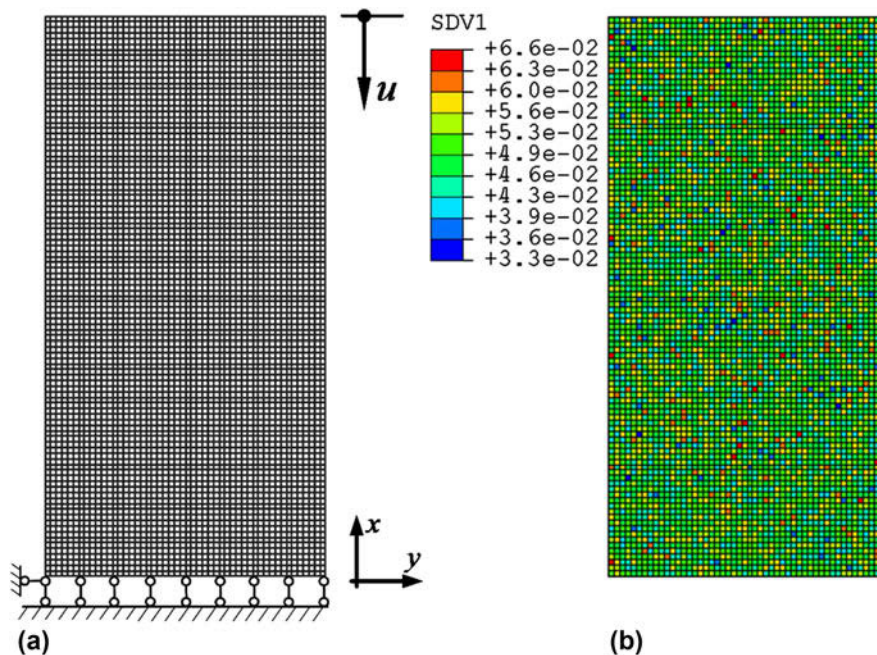 u
x
y
(a)
SDV1
+6.6e-02
+6.3e-02
+6.0e-02
+5.6e-02
+5.3e-02
+4.9e-02
+4.6e-02
+4.3e-02
+3.9e-02
+3.6e-02
+3.3e-02
(b)